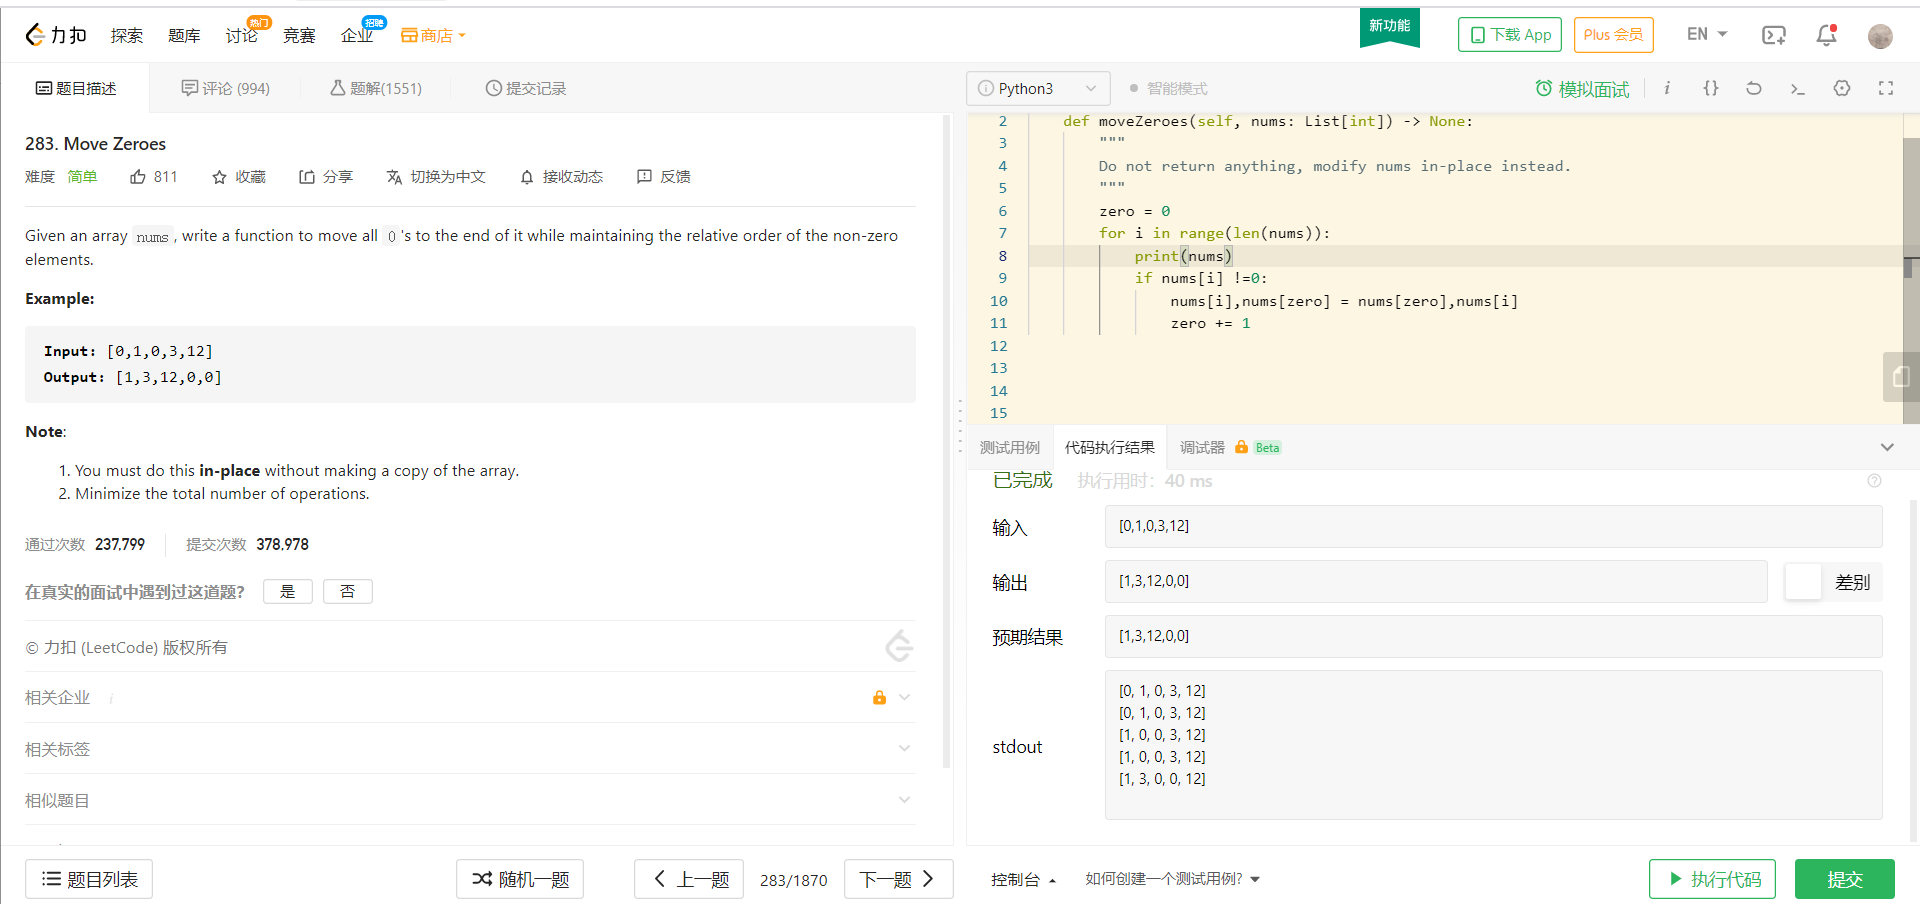 力扣 探索 题库 讨论 热门 竞赛 企业 招聘 商店 新功能 下载 App Plus 会员 EN
题目描述 评论 (994) 题解(1551) 提交记录
283. Move Zeroes
难度 简单 811 收藏 分享 切换为中文 接收动态 反馈
Given an array nums, write a function to move all 0's to the end of it while maintaining the relative order of the non-zero
elements.
Example:
Input: [0,1,0,3,12]
Output: [1,3,12,0,0]
Note:
1. You must do this in-place without making a copy of the array.
2. Minimize the total number of operations.
通过次数 237,799 提交次数 378,978
在真实的面试中遇到过这道题? 是 否
© 力扣 (LeetCode) 版权所有
相关企业 i
相关标签
相似题目
题目列表 随机一题 上一题 283/1870 下一题
Python3 智能模式 模拟面试 i {}
2 def moveZeroes(self, nums: List[int]) -> None:
3 """
4 Do not return anything, modify nums in-place instead.
5 """
6 zero = 0
7 for i in range(len(nums)):
8 print(nums)
9 if nums[i] !=0:
10 nums[i],nums[zero] = nums[zero],nums[i]
11 zero += 1
12
13
14
15
测试用例 代码执行结果 调试器 Beta
已完成 执行用时: 40 ms
输入 [0,1,0,3,12]
输出 [1,3,12,0,0] 差别
预期结果 [1,3,12,0,0]
stdout
[0, 1, 0, 3, 12]
[0, 1, 0, 3, 12]
[1, 0, 0, 3, 12]
[1, 0, 0, 3, 12]
[1, 3, 0, 0, 12]
控制台 如何创建一个测试用例? 执行代码 提交